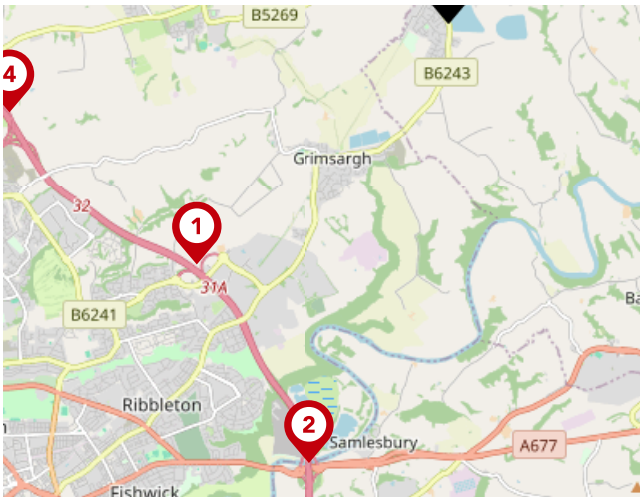 B5269
B6243
4
Grimsargh
32
1
31A
B6241
Ba
Ribbleton
2
Samlesbury
A677
n
Fishwick